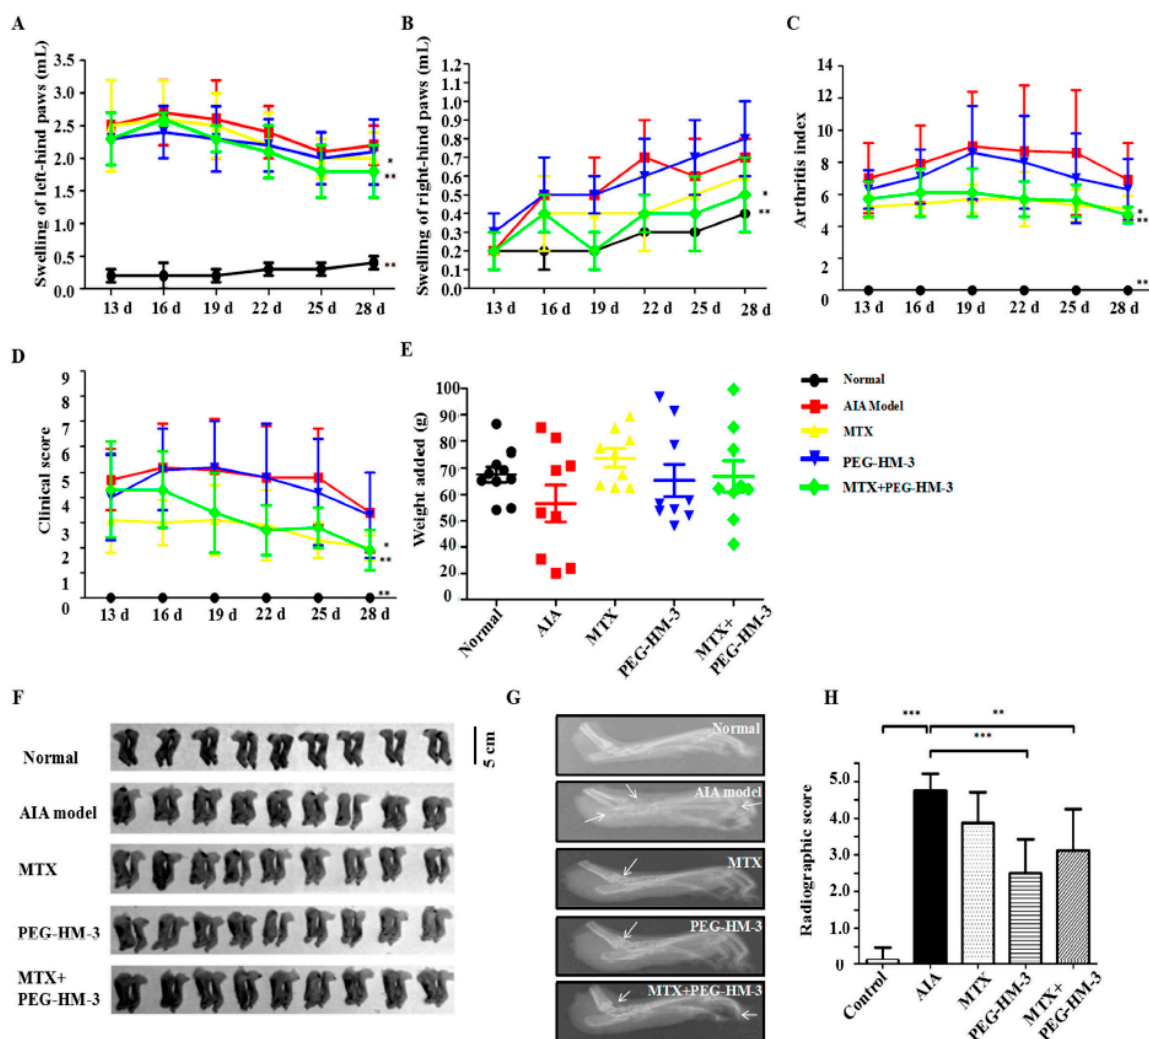 A
Swelling of left-hind paws (mL)
3.5
3.0
2.5
2.0
1.5
1.0
0.5
0.0
*
**
**
13 d 16 d 19 d 22 d 25 d 28 d
B
Swelling of right-hind paws (mL)
1.2
1.1
1.0
0.9
0.8
0.7
0.6
0.5
0.4
0.3
0.2
0.2
0.0
*
**
13 d 16 d 19 d 22 d 25 d 28 d
C
Arthritis index
14
12
10
8
6
4
2
0
*
**
**
13 d 16 d 19 d 22 d 25 d 28 d
D
Clinical score
9
8
7
6
5
4
3
2
1
0
*
**
**
13 d 16 d 19 d 22 d 25 d 28 d
E
Weight added (g)
100
90
80
70
60
50
40
30
20
10
0
Normal
AIA
MTX
PEG-HM-3
MTX+
PEG-HM-3
Normal
AIA Model
MTX
PEG-HM-3
MTX+PEG-HM-3
F
Normal
AIA model
MTX
PEG-HM-3
MTX+
PEG-HM-3
5 cm
G
Normal
AIA model
MTX
PEG-HM-3
MTX+PEG-HM-3
H
*** **
***
Radiographic score
5.0
4.0
3.0
2.0
1.0
0
Control
AIA
MTX
PEG-HM-3
MTX+
PEG-HM-3